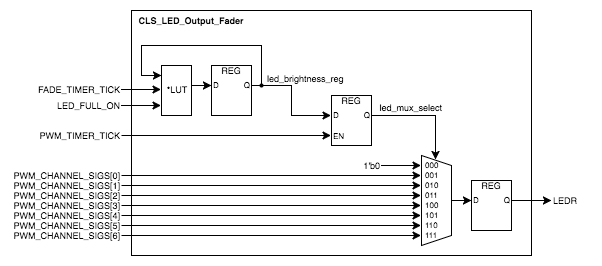 CLS_LED_Output_Fader
REG
D Q
led_brightness_reg
FADE_TIMER_TICK
*LUT
LED_FULL_ON
REG
D Q
led_mux_select
PWM_TIMER_TICK
EN
1'b0
000
PWM_CHANNEL_SIGS[0]
001
PWM_CHANNEL_SIGS[1]
010
PWM_CHANNEL_SIGS[2]
011
PWM_CHANNEL_SIGS[3]
100
PWM_CHANNEL_SIGS[4]
101
PWM_CHANNEL_SIGS[5]
110
PWM_CHANNEL_SIGS[6]
111
REG
D Q
LEDR